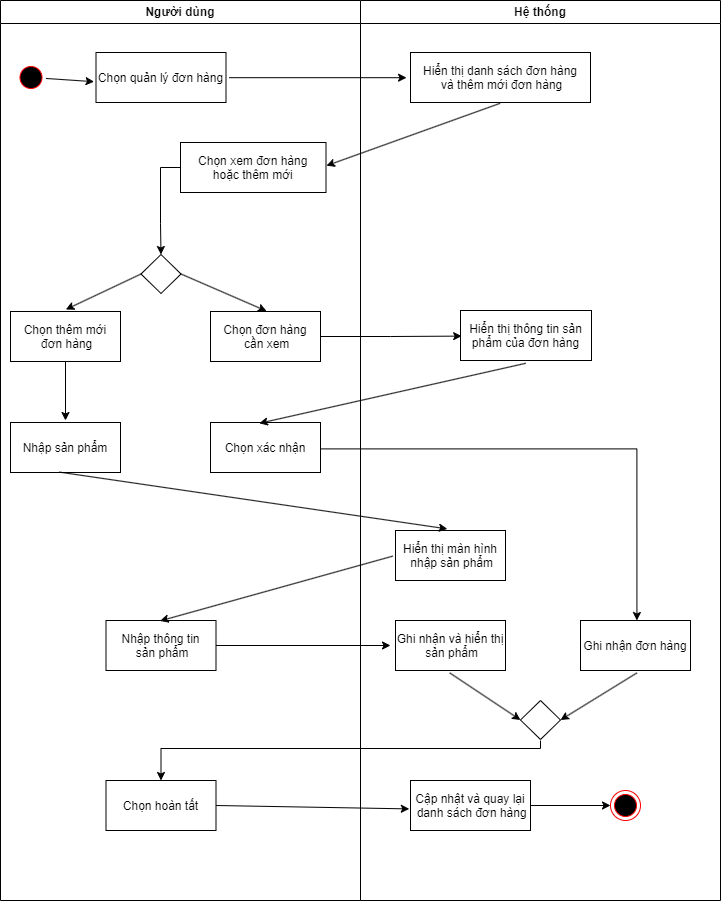 Người dùng
Hệ thống
Chọn quản lý đơn hàng
Hiển thị danh sách đơn hàng
và thêm mới đơn hàng
Chọn xem đơn hàng
hoặc thêm mới
Chọn thêm mới
đơn hàng
Chọn đơn hàng
cần xem
Hiển thị thông tin sản
phẩm của đơn hàng
Nhập sản phẩm
Chọn xác nhận
Hiển thị màn hình
nhập sản phẩm
Nhập thông tin
sản phẩm
Ghi nhận và hiển thị
sản phẩm
Ghi nhận đơn hàng
Chọn hoàn tất
Cập nhật và quay lại
danh sách đơn hàng